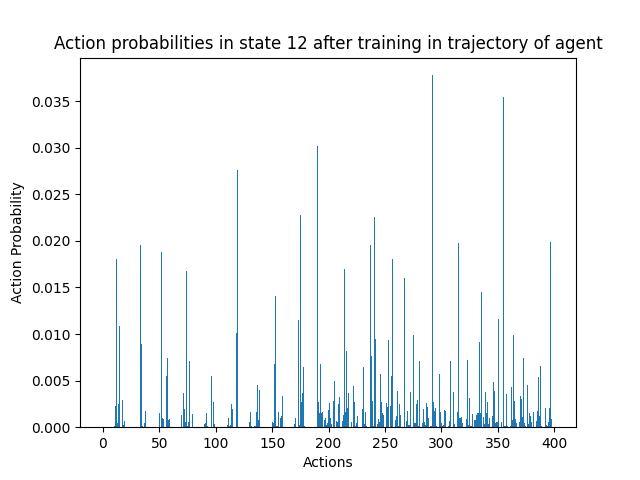 Action probabilities in state 12 after training in trajectory of agent
0.035
0.030
0.025
0.020
0.015
0.010
0.005
0.000
Action Probability
0 50 100 150 200 250 300 350 400
Actions